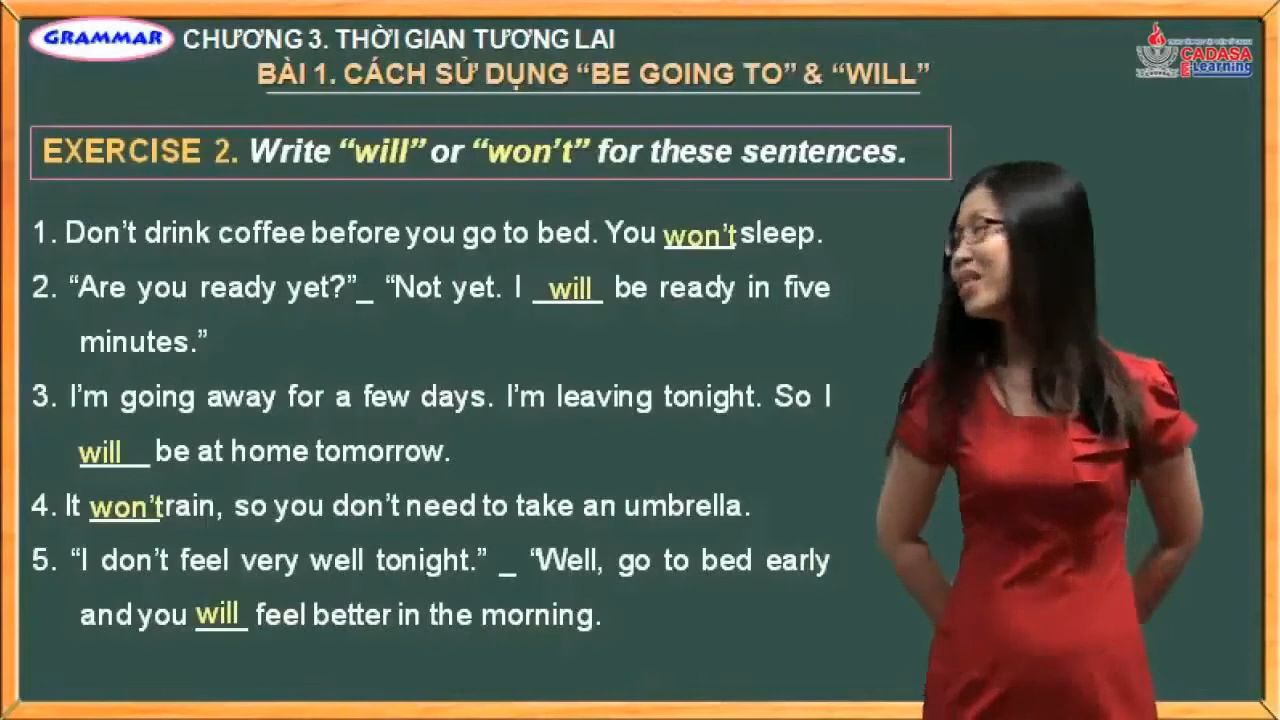 GRAMMAR CHƯƠNG 3. THỜI GIAN TƯƠNG LAI
BÀI 1. CÁCH SỬ DỤNG “BE GOING TO” & “WILL”
CADASA
E Learning
EXERCISE 2. Write “will” or “won’t” for these sentences.
1. Don’t drink coffee before you go to bed. You won’t sleep.
2. “Are you ready yet?”_ “Not yet. I will be ready in five
minutes.”
3. I’m going away for a few days. I’m leaving tonight. So I
will be at home tomorrow.
4. It won’t rain, so you don’t need to take an umbrella.
5. “I don’t feel very well tonight.” _ “Well, go to bed early
and you will feel better in the morning.